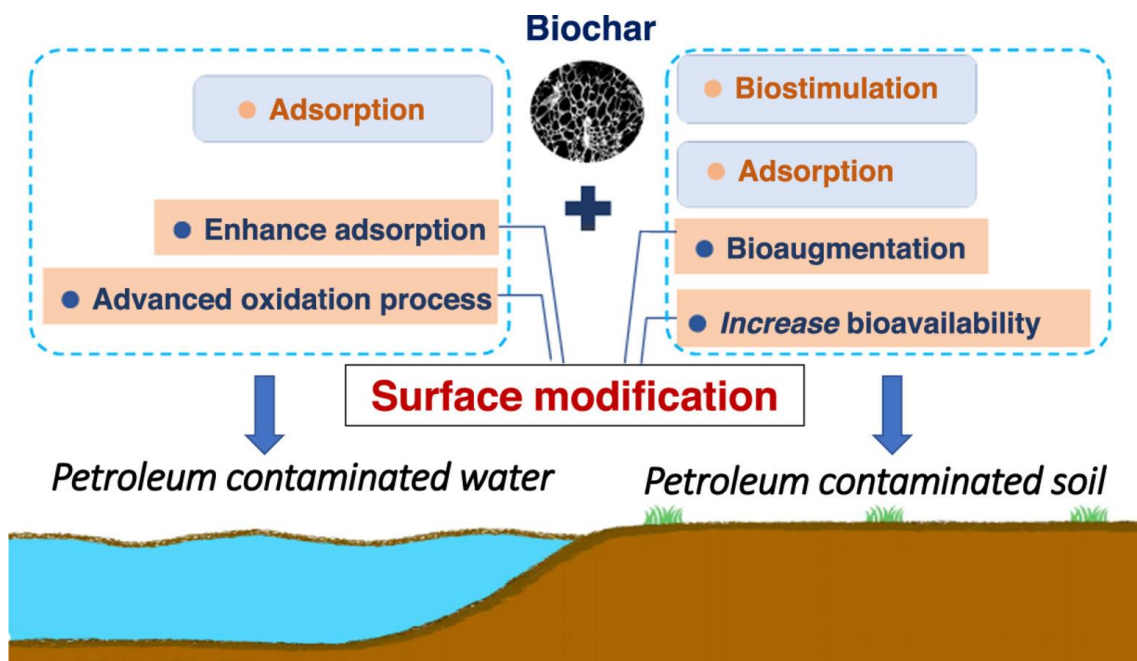 Biochar
Adsorption
Enhance adsorption
Advanced oxidation process
Biostimulation
Adsorption
Bioaugmentation
Increase bioavailability
Surface modification
Petroleum contaminated water
Petroleum contaminated soil